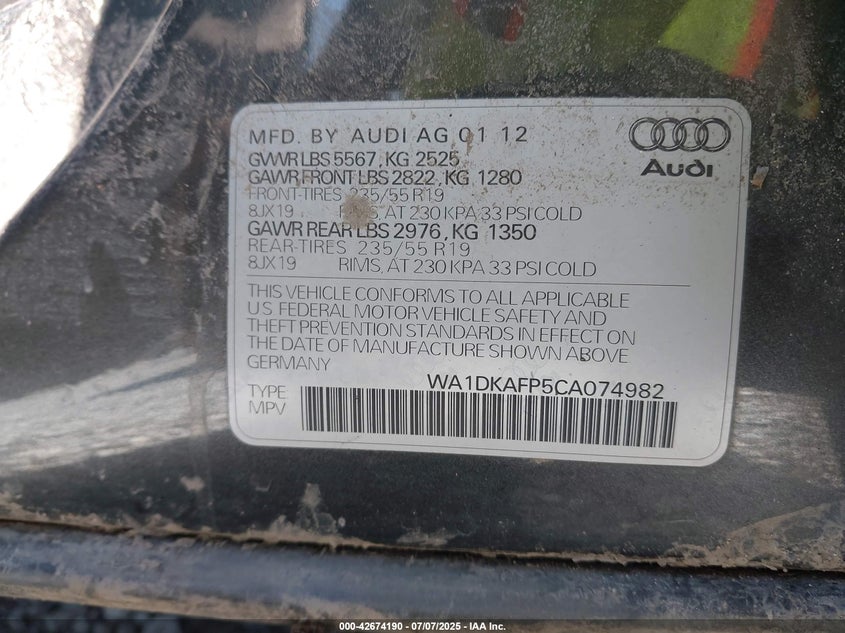 MFD. BY AUDI AG 01 12
Audi
GVWR LBS 5567, KG 2525
GAWR FRONT LBS 2822, KG 1280
FRONT-TIRES 235/55 R19
8JX19 RIMS, AT 230 KPA 33 PSI COLD
GAWR REAR LBS 2976, KG 1350
REAR-TIRES 235/55 R19
8JX19 RIMS, AT 230 KPA 33 PSI COLD
THIS VEHICLE CONFORMS TO ALL APPLICABLE
U.S. FEDERAL MOTOR VEHICLE SAFETY AND
THEFT PREVENTION STANDARDS IN EFFECT ON
THE DATE OF MANUFACTURE SHOWN ABOVE
GERMANY
WA1DKAFP5CA074982
TYPE:
MPV
000-42674190 - 07/07/2025 - IAA Inc.